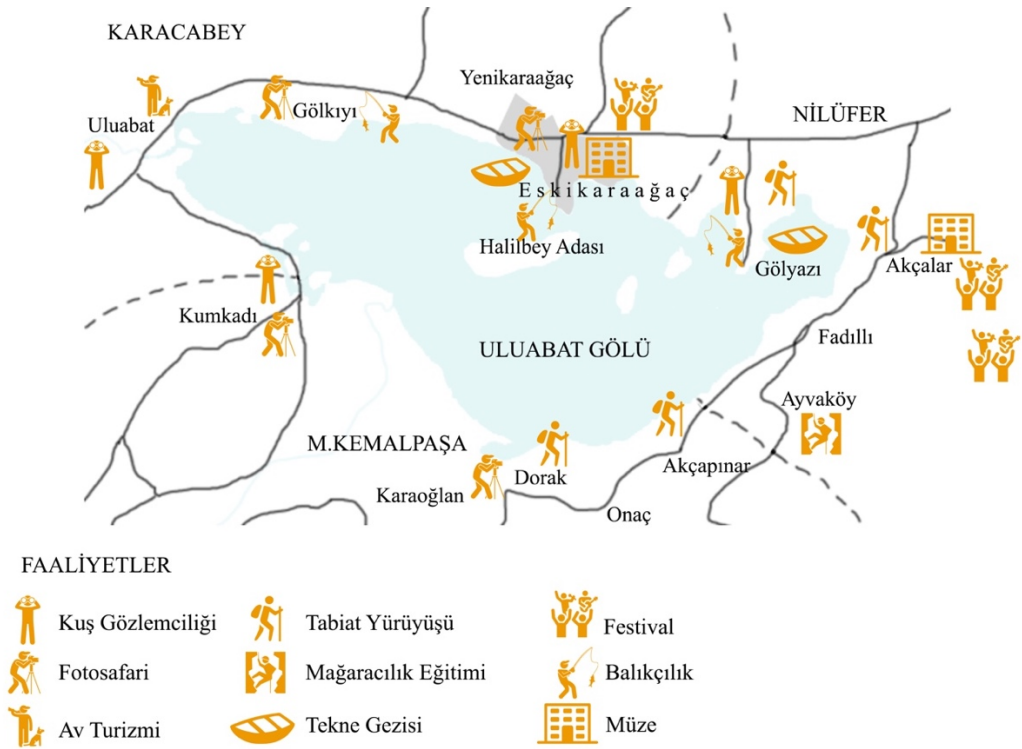 KARACABEY
Yenikaraağaç
Gölkıyı
NİLÜFER
Uluabat
Eskikaraağaç
Halilbey Adası
Gölyazı
Akçalar
Kumkadı
Fadıllı
ULUABAT GÖLÜ
Ayvaköy
M.KEMALPAŞA
Akçapınar
Dorak
Karaoğlan
Onaç
FAALİYETLER
Kuş Gözlemciliği
Tabiat Yürüyüşü
Festival
Fotosafari
Mağaracılık Eğitimi
Balıkçılık
Av Turizmi
Tekne Gezisi
Müze